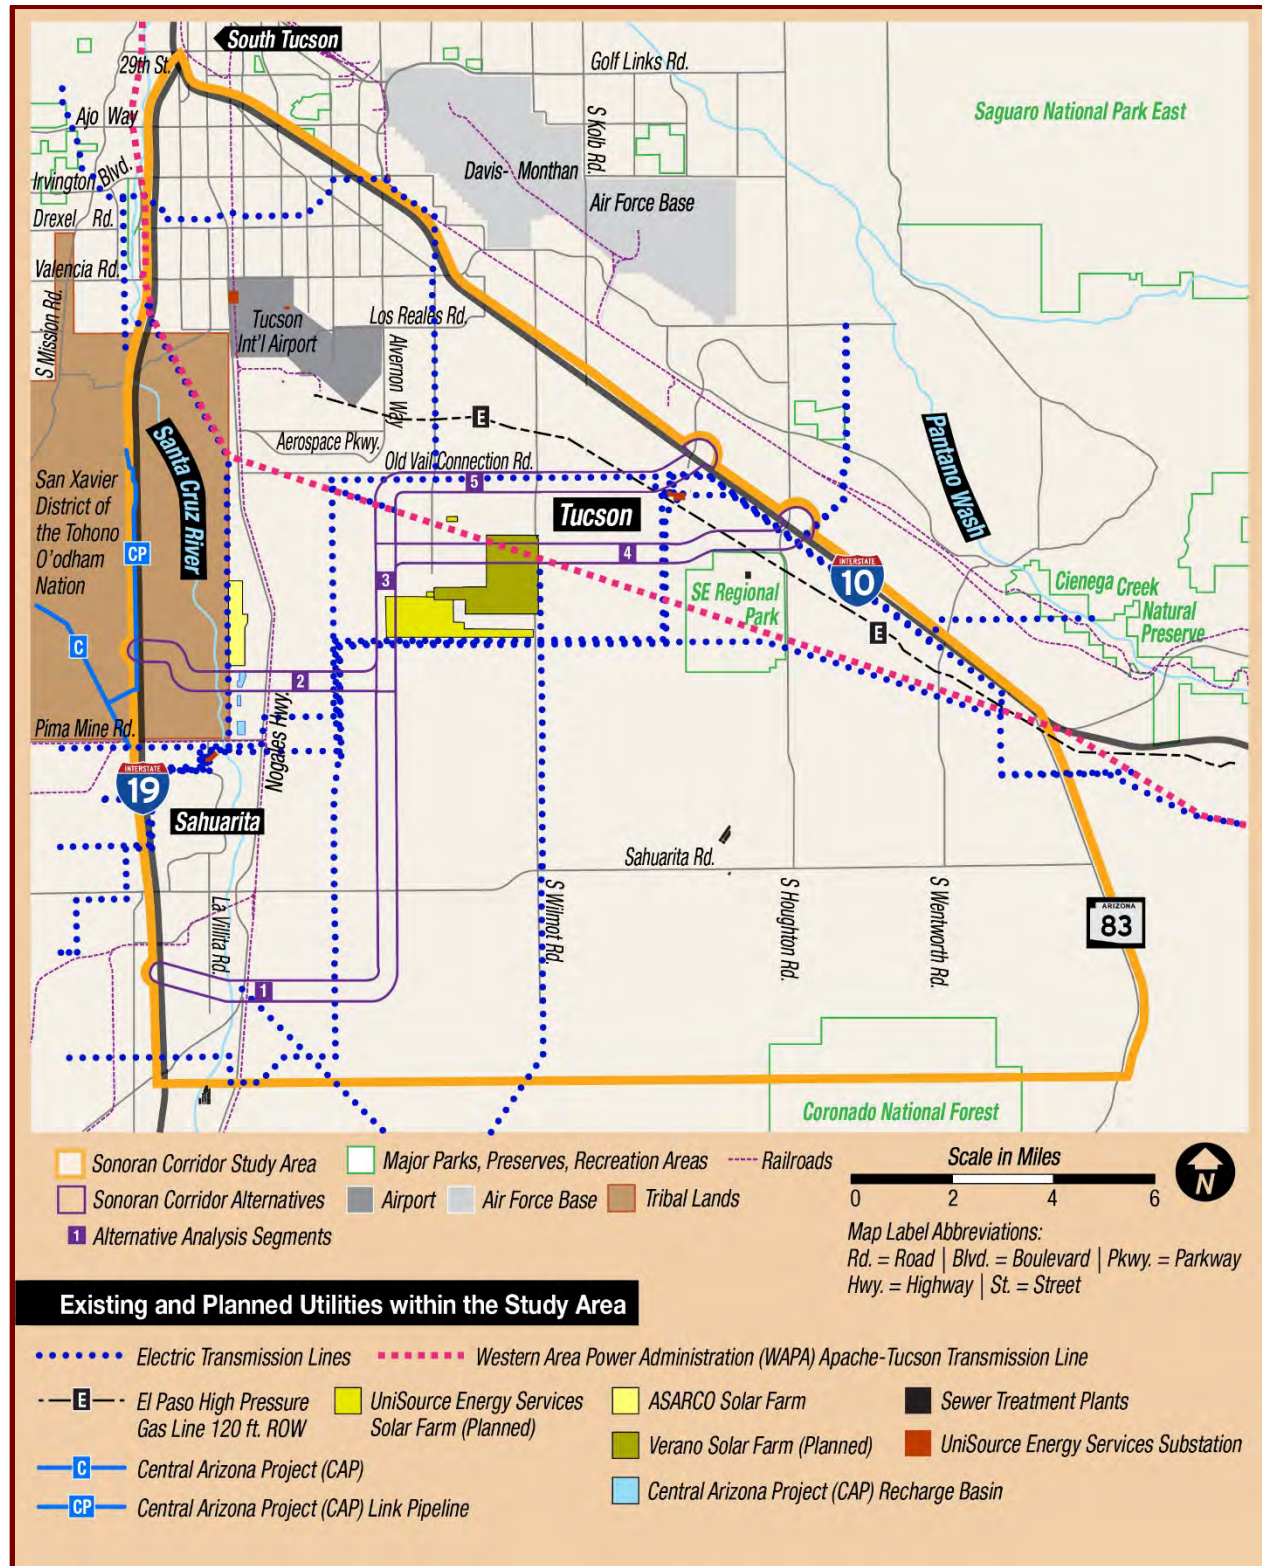 South Tucson
29th St.
Golf Links Rd.
Ajo Way
S Kolb Rd.
Saguaro National Park East
Davis- Monthan
Air Force Base
Irvington Blvd.
Drexel Rd.
Valencia Rd.
S Mission Rd.
Los Reales Rd.
Tucson
Int'l Airport
Alvernon Way
Aerospace Pkwy.
E
Old Vail Connection Rd.
5
Santa Cruz River
Pantano Wash
San Xavier
District of
the Tohono
O'odham
Nation
CP
Tucson
4
3
INTERSTATE
10
SE Regional
Park
Cienega Creek
Natural
Preserve
E
C
2
Pima Mine Rd.
Nogales Hwy.
INTERSTATE
19
Sahuarita
Sahuarita Rd.
La Villita Rd.
S Wilmot Rd.
S Houghton Rd.
S Wentworth Rd.
ARIZONA
83
1
Coronado National Forest
Sonoran Corridor Study Area
Major Parks, Preserves, Recreation Areas
Railroads
Sonoran Corridor Alternatives
Airport
Air Force Base
Tribal Lands
1 Alternative Analysis Segments
Scale in Miles
0 2 4 6
N
Map Label Abbreviations:
Rd. = Road | Blvd. = Boulevard | Pkwy. = Parkway
Hwy. = Highway | St. = Street
Existing and Planned Utilities within the Study Area
Electric Transmission Lines
Western Area Power Administration (WAPA) Apache-Tucson Transmission Line
E El Paso High Pressure
Gas Line 120 ft. ROW
UniSource Energy Services
Solar Farm (Planned)
ASARCO Solar Farm
Sewer Treatment Plants
Verano Solar Farm (Planned)
UniSource Energy Services Substation
C Central Arizona Project (CAP)
Central Arizona Project (CAP) Recharge Basin
CP Central Arizona Project (CAP) Link Pipeline